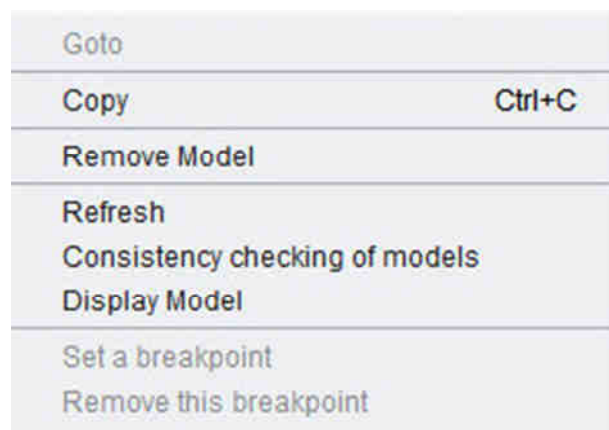 Goto
Copy Ctrl+C
Remove Model
Refresh
Consistency checking of models
Display Model
Set a breakpoint
Remove this breakpoint